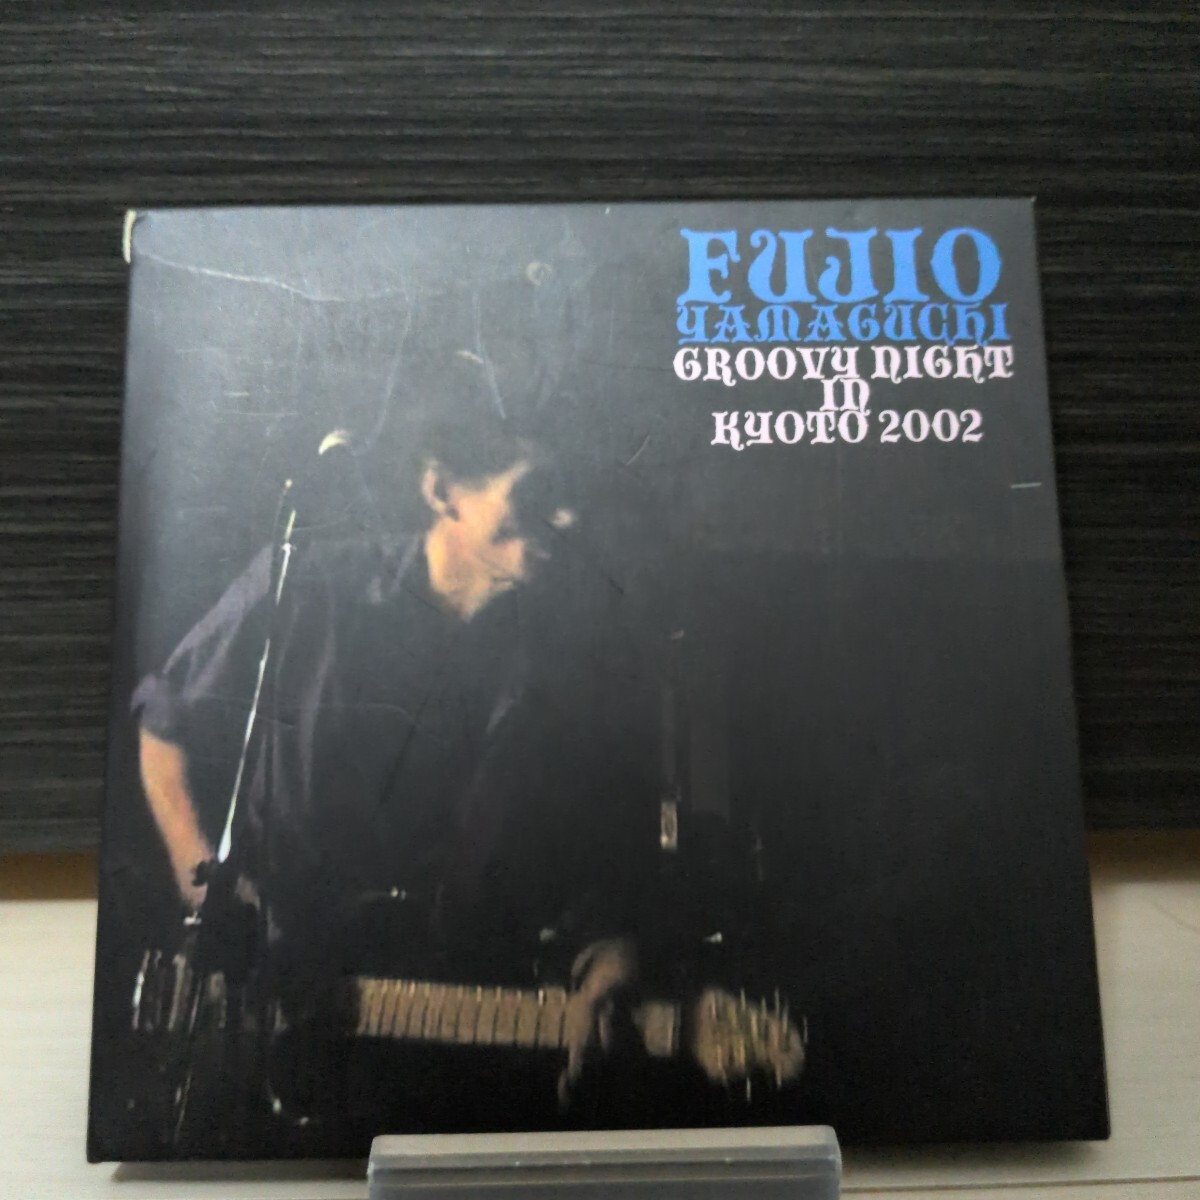 FUJIO
YAMAGUCHI
GROOVY NIGHT
IN
KYOTO 2002